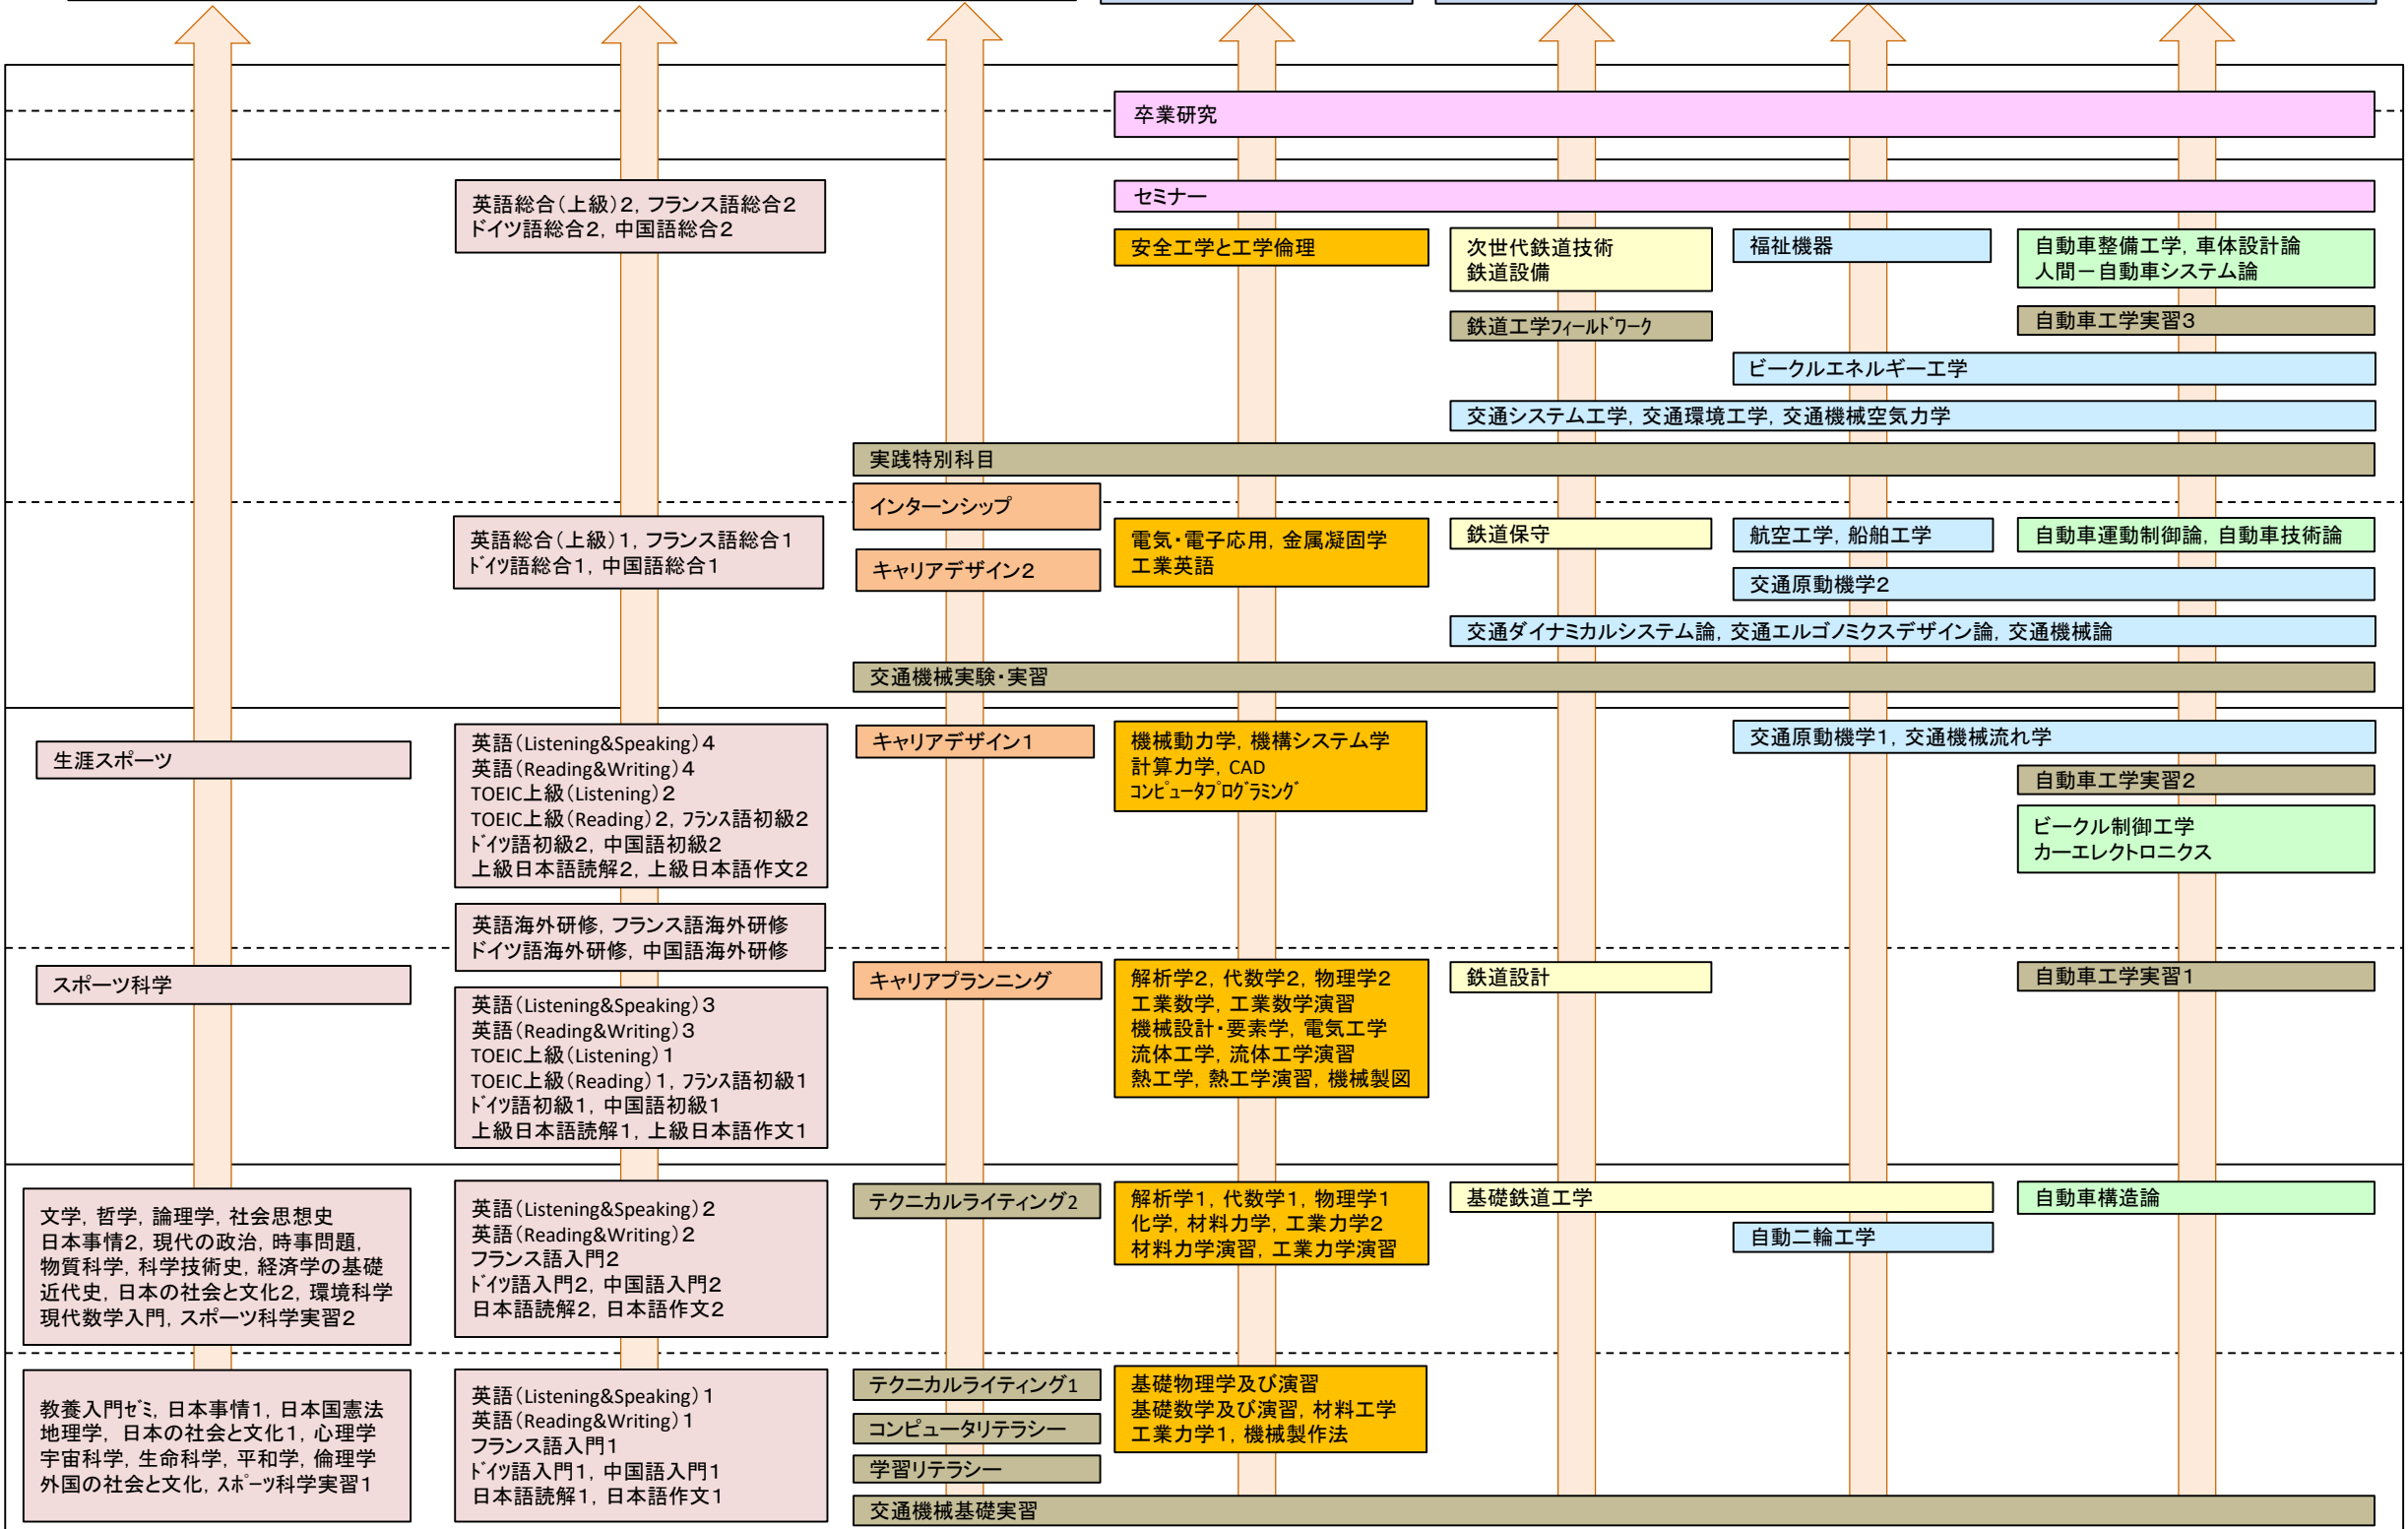 卒業研究
英語総合(上級)2, フランス語総合2
ドイツ語総合2, 中国語総合2
セミナー
安全工学と工学倫理
次世代鉄道技術
鉄道設備
福祉機器
自動車整備工学, 車体設計論
人間－自動車システム論
鉄道工学フィールドワーク
自動車工学実習3
ビークルエネルギー工学
交通システム工学, 交通環境工学, 交通機械空気力学
実践特別科目
インターンシップ
英語総合(上級)1, フランス語総合1
ドイツ語総合1, 中国語総合1
キャリアデザイン2
電気・電子応用, 金属凝固学
工業英語
鉄道保守
航空工学, 船舶工学
自動車運動制御論, 自動車技術論
交通原動機学2
交通ダイナミカルシステム論, 交通エルゴノミクスデザイン論, 交通機械論
交通機械実験・実習
生涯スポーツ
英語(Listening&Speaking)4
英語(Reading&Writing)4
TOEIC上級(Listening)2
TOEIC上級(Reading)2, フランス語初級2
ドイツ語初級2, 中国語初級2
上級日本語読解2, 上級日本語作文2
キャリアデザイン1
機械動力学, 機構システム学
計算力学, CAD
コンピュータプログラミング
交通原動機学1, 交通機械流れ学
自動車工学実習2
ビークル制御工学
カーエレクトロニクス
英語海外研修, フランス語海外研修
ドイツ語海外研修, 中国語海外研修
スポーツ科学
英語(Listening&Speaking)3
英語(Reading&Writing)3
TOEIC上級(Listening)1
TOEIC上級(Reading)1, フランス語初級1
ドイツ語初級1, 中国語初級1
上級日本語読解1, 上級日本語作文1
キャリアプランニング
解析学2, 代数学2, 物理学2
工業数学, 工業数学演習
機械設計・要素学, 電気工学
流体工学, 流体工学演習
熱工学, 熱工学演習, 機械製図
鉄道設計
自動車工学実習1
文学, 哲学, 論理学, 社会思想史
日本事情2, 現代の政治, 時事問題,
物質科学, 科学技術史, 経済学の基礎
近代史, 日本の社会と文化2, 環境科学
現代数学入門, スポーツ科学実習2
英語(Listening&Speaking)2
英語(Reading&Writing)2
フランス語入門2
ドイツ語入門2, 中国語入門2
日本語読解2, 日本語作文2
テクニカルライティング2
解析学1, 代数学1, 物理学1
化学, 材料力学, 工業力学2
材料力学演習, 工業力学演習
基礎鉄道工学
自動二輪工学
自動車構造論
教養入門ゼミ, 日本事情1, 日本国憲法
地理学, 日本の社会と文化1, 心理学
宇宙科学, 生命科学, 平和学, 倫理学
外国の社会と文化, スポーツ科学実習1
英語(Listening&Speaking)1
英語(Reading&Writing)1
フランス語入門1
ドイツ語入門1, 中国語入門1
日本語読解1, 日本語作文1
テクニカルライティング1
コンピュータリテラシー
学習リテラシー
基礎物理学及び演習
基礎数学及び演習, 材料工学
工業力学1, 機械製作法
交通機械基礎実習